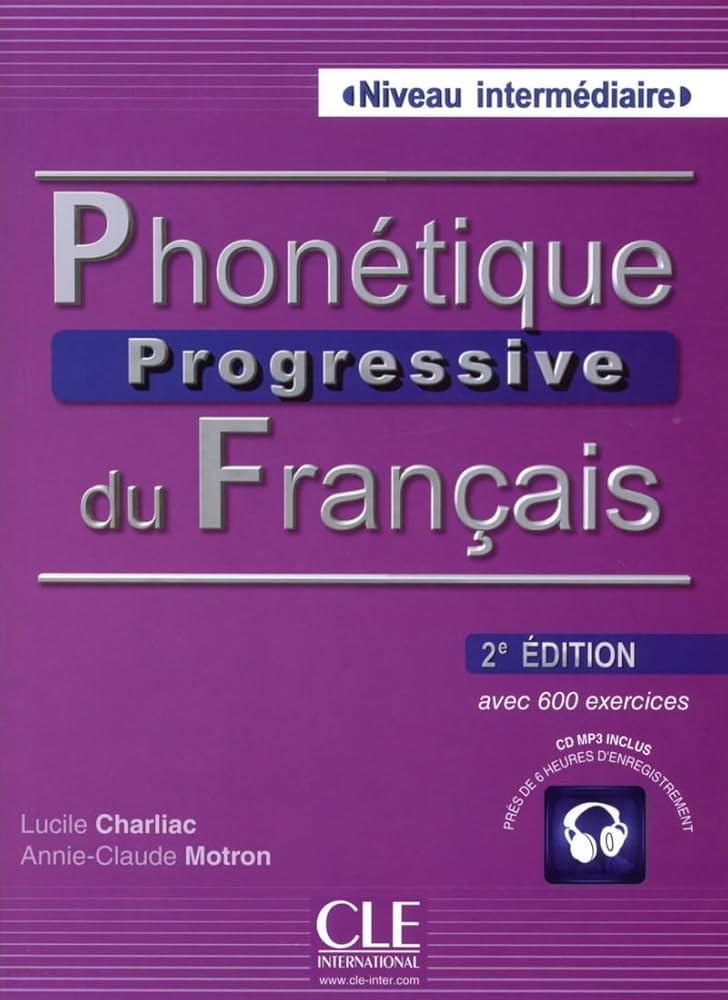 Niveau intermédiaire
Phonétique
Progressive
du Français
2e ÉDITION
avec 600 exercices
CD MP3 INCLUS
PRÈS DE 6 HEURES D'ENREGISTREMENT
Lucile Charliac
Annie-Claude Motron
CLE
INTERNATIONAL
www.cle-inter.com